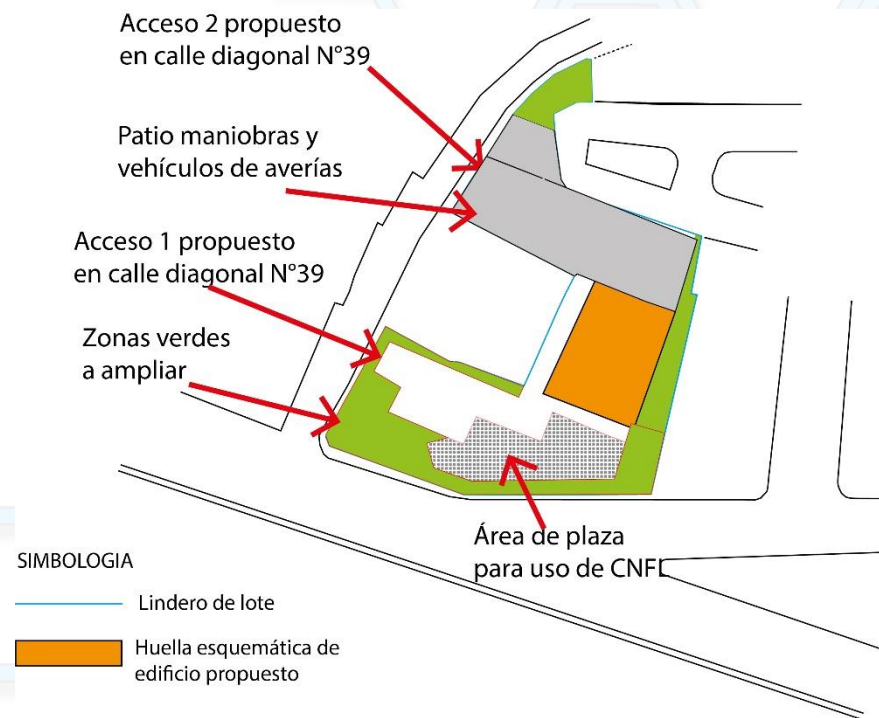 Acceso 2 propuesto
en calle diagonal N°39
Patio maniobras y
vehículos de averías
Acceso 1 propuesto
en calle diagonal N°39
Zonas verdes
a ampliar
Área de plaza
para uso de CNFL
SIMBOLOGIA
Lindero de lote
Huella esquemática de
edificio propuesto